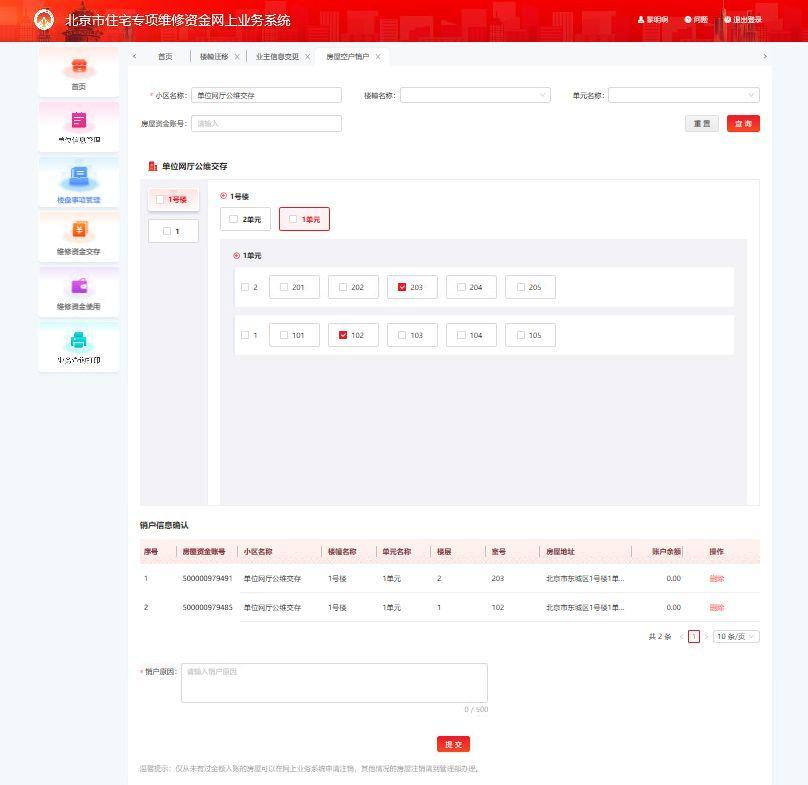 北京市住宅专项维修资金网上业务系统
问题
退出登录
首页 楼幢迁移 × 业主信息变更 × 房屋空户销户 ×
首页
单位信息管理
楼盘事项管理
维修资金交存
维修资金使用
* 小区名称： 单位网厅公维交存 楼幢名称： 单元名称：
房屋资金账号： 请输入 重 置 查 询
单位网厅公维交存
1号楼
1
1号楼
2单元 1单元
1单元
2 201 202 203 204 205
1 101 102 103 104 105
销户信息确认
序号 房屋资金账号 小区名称 楼幢名称 单元名称 楼层 室号 房屋地址 账户余额 操作
1 500000979491 单位网厅公维交存 1号楼 1单元 2 203 北京市东城区1号楼1单... 0.00 删除
2 500000979485 单位网厅公维交存 1号楼 1单元 1 102 北京市东城区1号楼1单... 0.00 删除
共 2 条 < 1 > 10 条/页
* 销户原因： 请输入销户原因
0 / 500
提 交
温馨提示：仅从未有过金额入账的房屋可以在网上业务系统申请注销，其他情况的房屋注销请到管理部办理。